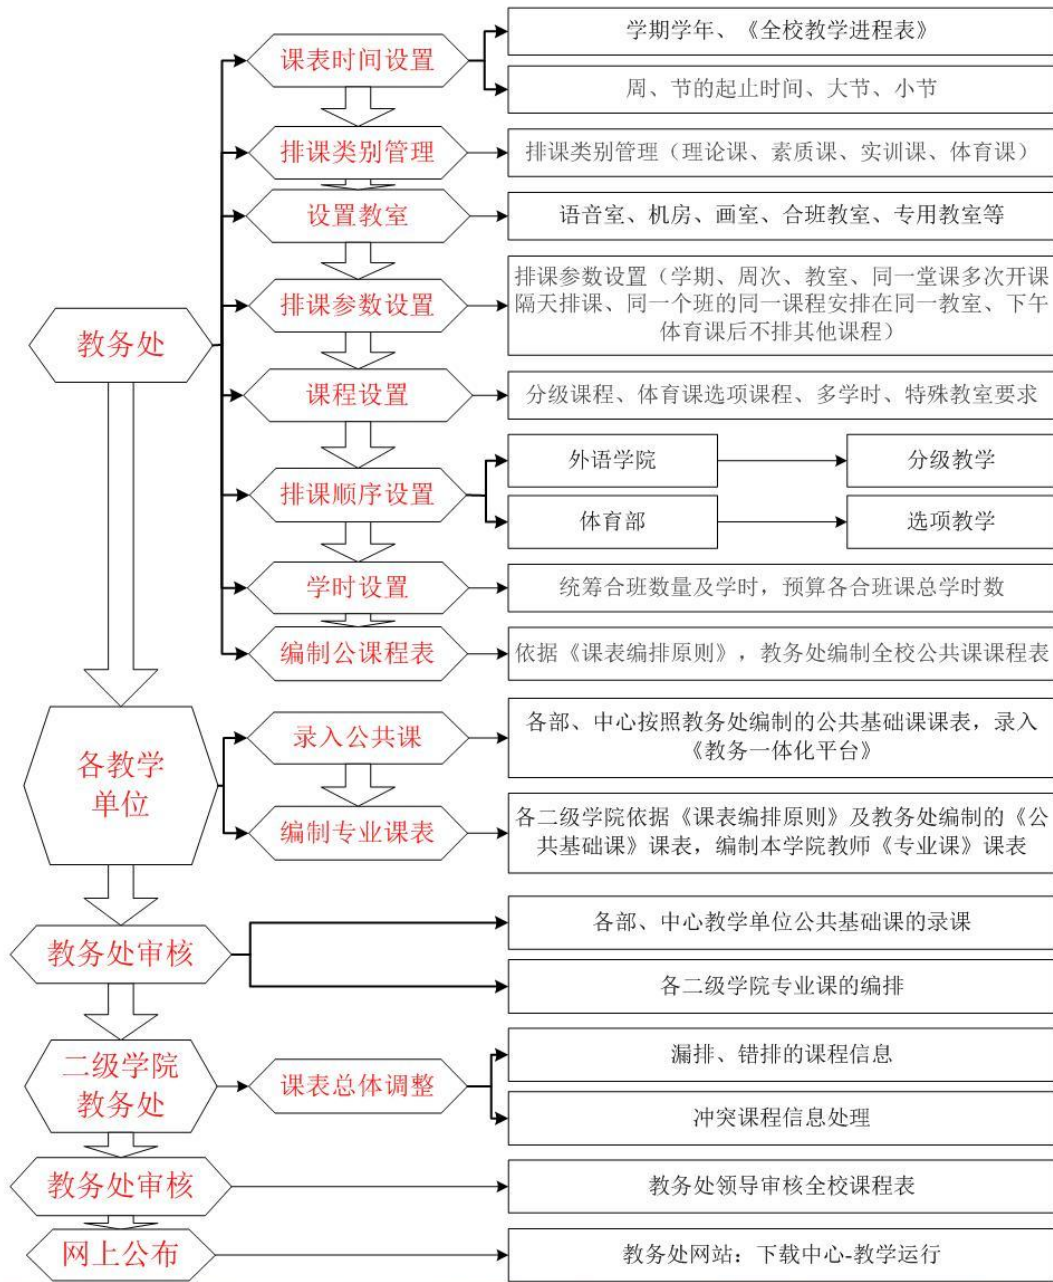 课表时间设置
学期学年、《全校教学进程表》
周、节的起止时间、大节、小节
排课类别管理
排课类别管理（理论课、素质课、实训课、体育课）
设置教室
语音室、机房、画室、合班教室、专用教室等
教务处
排课参数设置
排课参数设置（学期、周次、教室、同一堂课多次开课
隔天排课、同一个班的同一课程安排在同一教室、下午
体育课后不排其他课程）
课程设置
分级课程、体育课选项课程、多学时、特殊教室要求
排课顺序设置
外语学院
分级教学
体育部
选项教学
学时设置
统筹合班数量及学时，预算各合班课总学时数
编制公课程表
依据《课表编排原则》，教务处编制全校公共课课程表
各教学
单位
录入公共课
各部、中心按照教务处编制的公共基础课课表，录入
《教务一体化平台》
编制专业课表
各二级学院依据《课表编排原则》及教务处编制的《公
共基础课》课表，编制本学院教师《专业课》课表
教务处审核
各部、中心教学单位公共基础课的录课
各二级学院专业课的编排
二级学院
教务处
课表总体调整
漏排、错排的课程信息
冲突课程信息处理
教务处审核
教务处领导审核全校课程表
网上公布
教务处网站：下载中心-教学运行